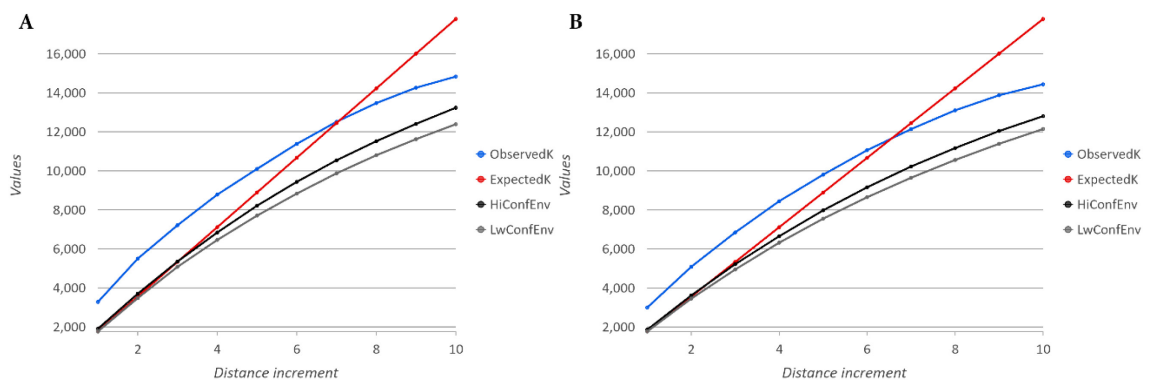 A
16,000
14,000
12,000
10,000
8,000
6,000
4,000
2,000
Values
2
4
6
8
10
Distance increment
ObservedK
ExpectedK
HiConfEnv
LwConfEnv
B
16,000
14,000
12,000
10,000
8,000
6,000
4,000
2,000
Values
2
4
6
8
10
Distance increment
ObservedK
ExpectedK
HiConfEnv
LwConfEnv